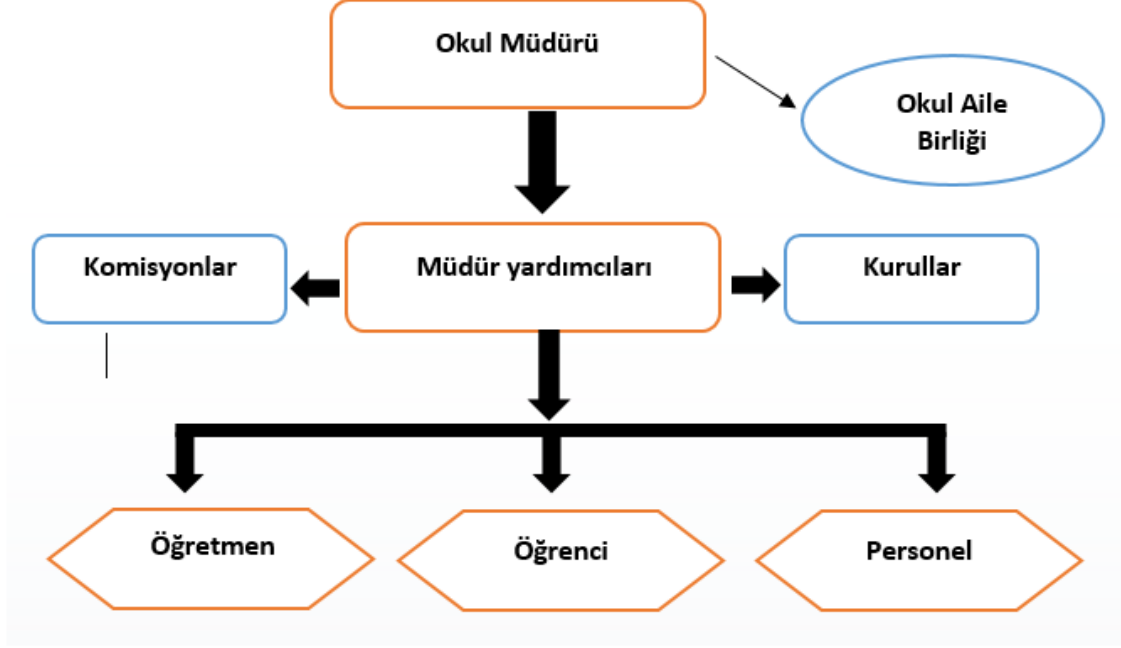 Okul Müdürü
Okul Aile
Birliği
Komisyonlar
Müdür yardımcıları
Kurullar
Öğretmen
Öğrenci
Personel